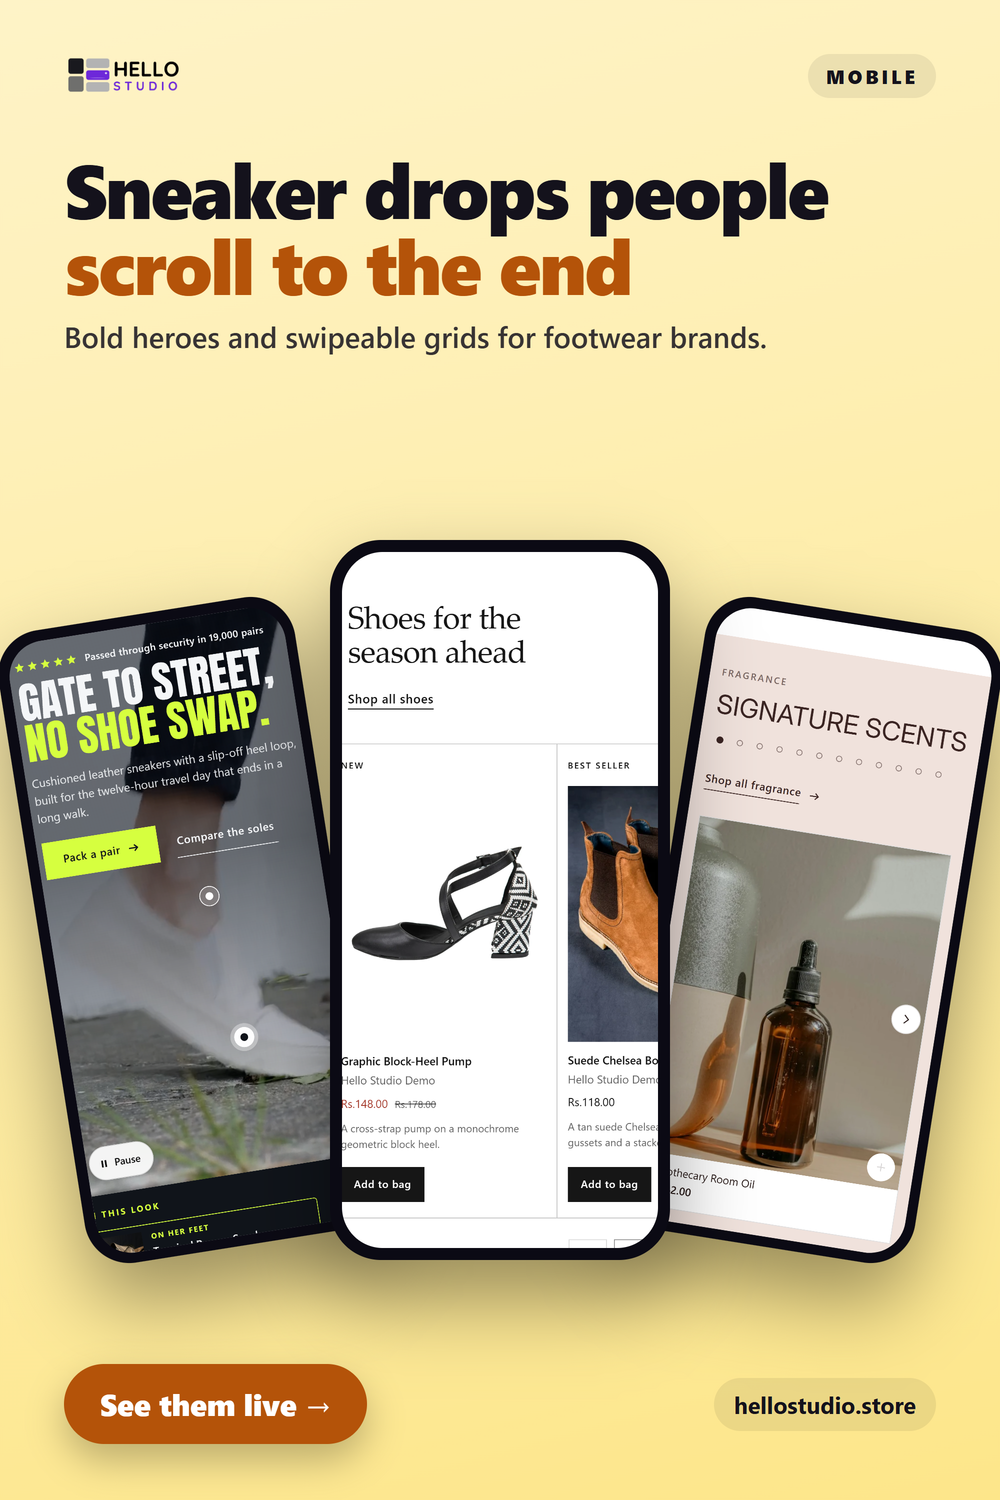 HELLO
STUDIO
MOBILE
Sneaker drops people
scroll to the end
Bold heroes and swipeable grids for footwear brands.
Passed through security in 19,000 pairs
GATE TO STREET,
NO SHOE SWAP.
Cushioned leather sneakers with a slip-off heel loop,
built for the twelve-hour travel day that ends in a
long walk.
Pack a pair →
Compare the soles
Pause
THIS LOOK
ON HER FEET
Shoes for the
season ahead
Shop all shoes
NEW
Graphic Block-Heel Pump
Hello Studio Demo
Rs.148.00 Rs.178.00
A cross-strap pump on a monochrome
geometric block heel.
Add to bag
BEST SELLER
Suede Chelsea Bo
Hello Studio Demo
Rs.118.00
A tan suede Chelsea
gussets and a stack
Add to bag
FRAGRANCE
SIGNATURE SCENTS
Shop all fragrance →
othecary Room Oil
2.00
See them live →
hellostudio.store